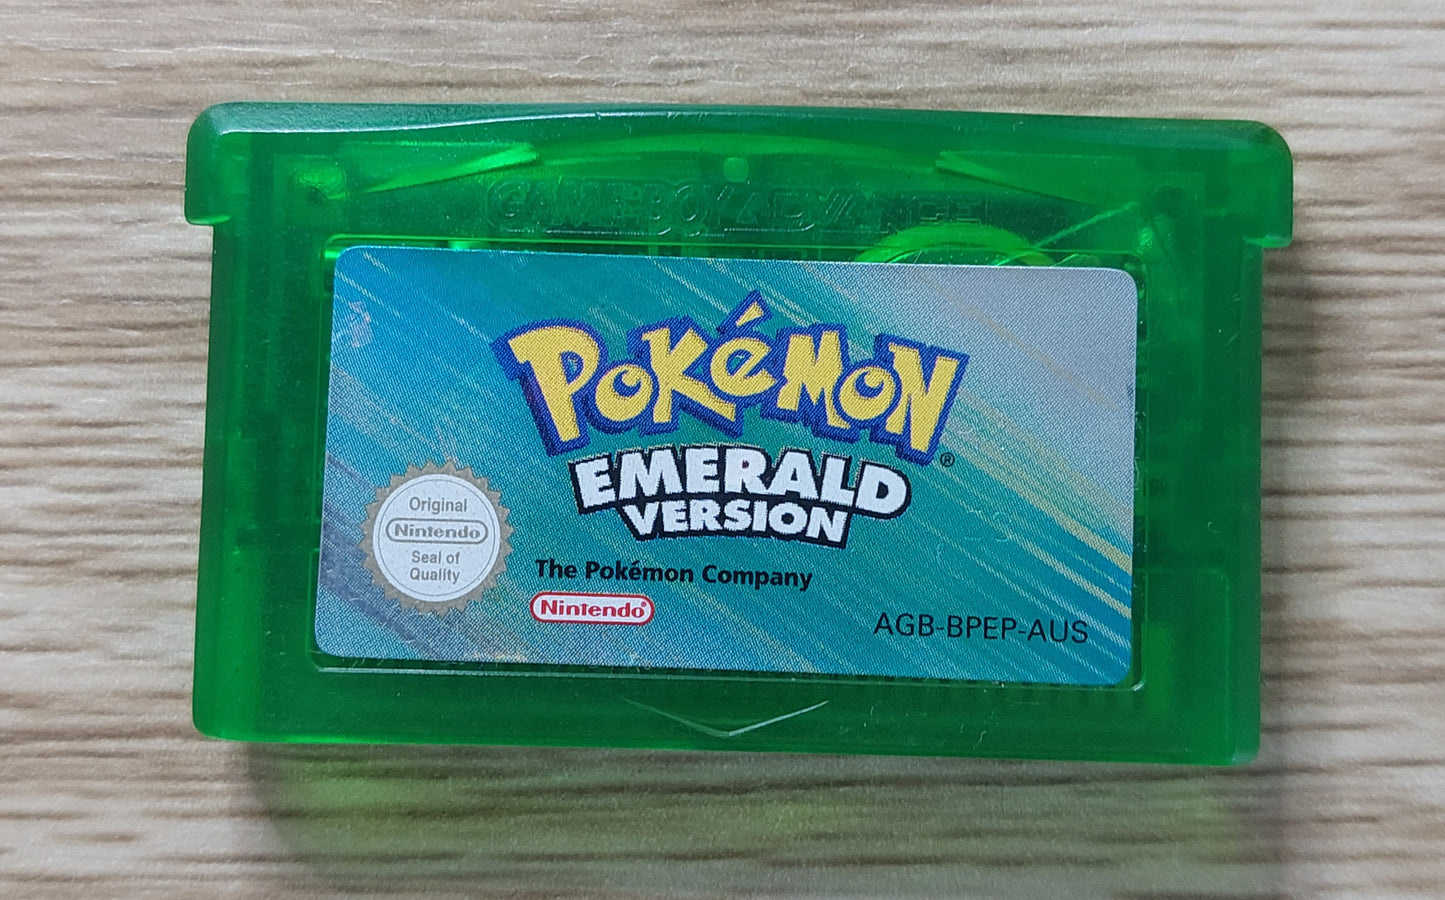 GAME BOY ADVANCE
POKéMON®
EMERALD
VERSION
Original
Nintendo
Seal of
Quality
The Pokémon Company
Nintendo®
AGB-BPEP-AUS